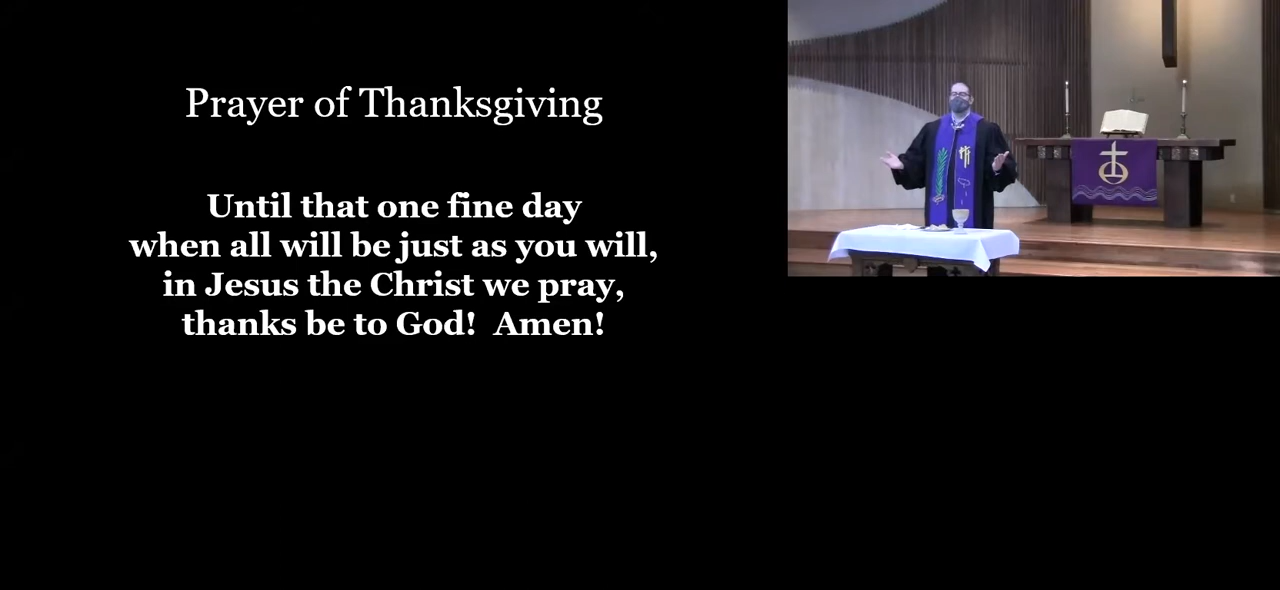 Prayer of Thanksgiving
Until that one fine day
when all will be just as you will,
in Jesus the Christ we pray,
thanks be to God!  Amen!